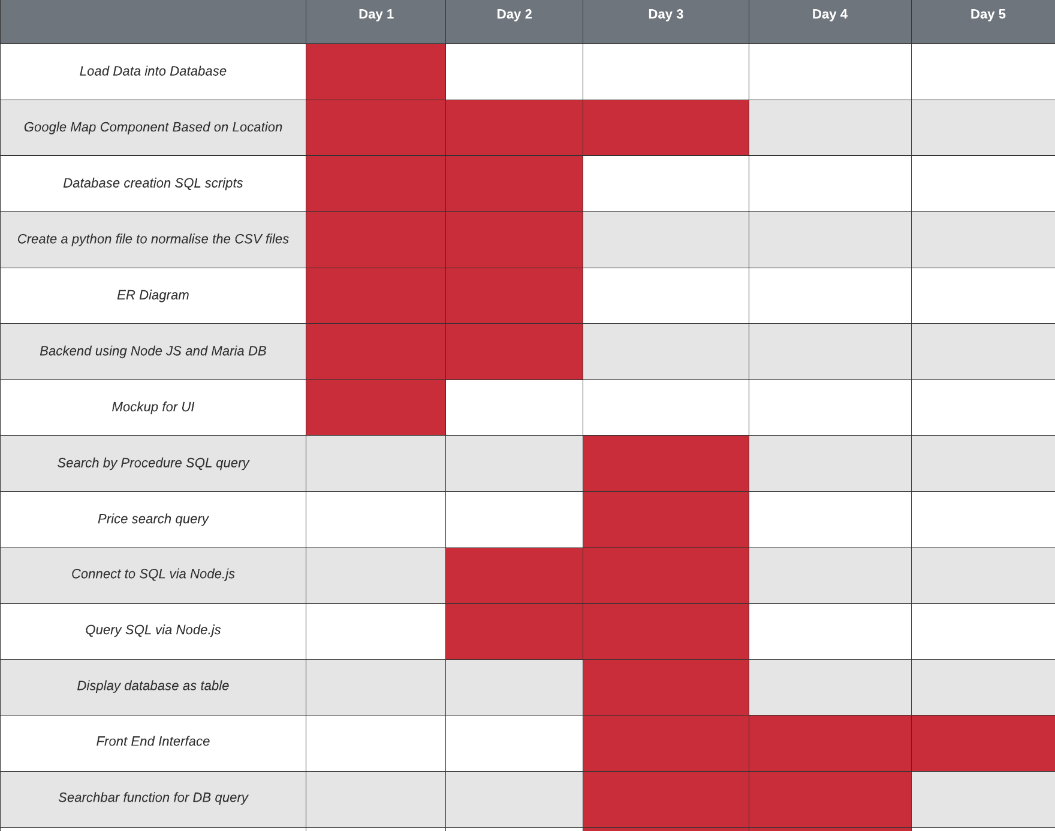 Day 1 Day 2 Day 3 Day 4 Day 5
Load Data into Database
Google Map Component Based on Location
Database creation SQL scripts
Create a python file to normalise the CSV files
ER Diagram
Backend using Node JS and Maria DB
Mockup for UI
Search by Procedure SQL query
Price search query
Connect to SQL via Node.js
Query SQL via Node.js
Display database as table
Front End Interface
Searchbar function for DB query